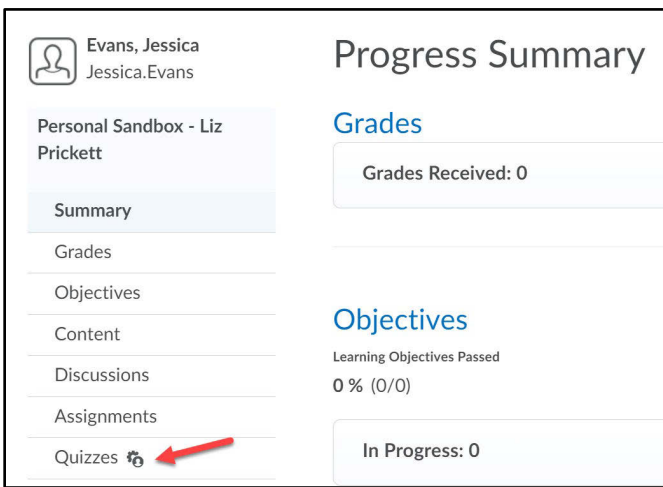 Evans, Jessica
Jessica.Evans
Personal Sandbox - Liz
Prickett
Summary
Grades
Objectives
Content
Discussions
Assignments
Quizzes
Progress Summary
Grades
Grades Received: 0
Objectives
Learning Objectives Passed
0 % (0/0)
In Progress: 0